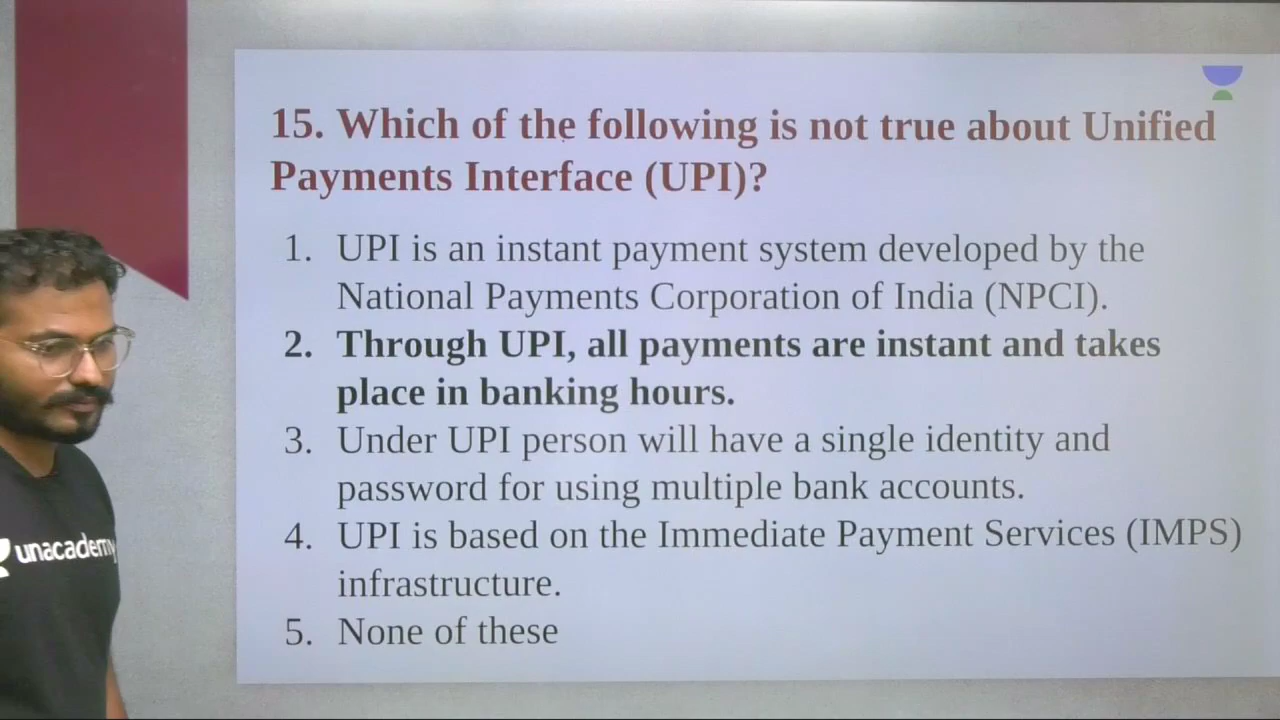 15. Which of the following is not true about Unified
Payments Interface (UPI)?
1. UPI is an instant payment system developed by the
National Payments Corporation of India (NPCI).
2. Through UPI, all payments are instant and takes
place in banking hours.
3. Under UPI person will have a single identity and
password for using multiple bank accounts.
4. UPI is based on the Immediate Payment Services (IMPS)
infrastructure.
5. None of these
unacademy